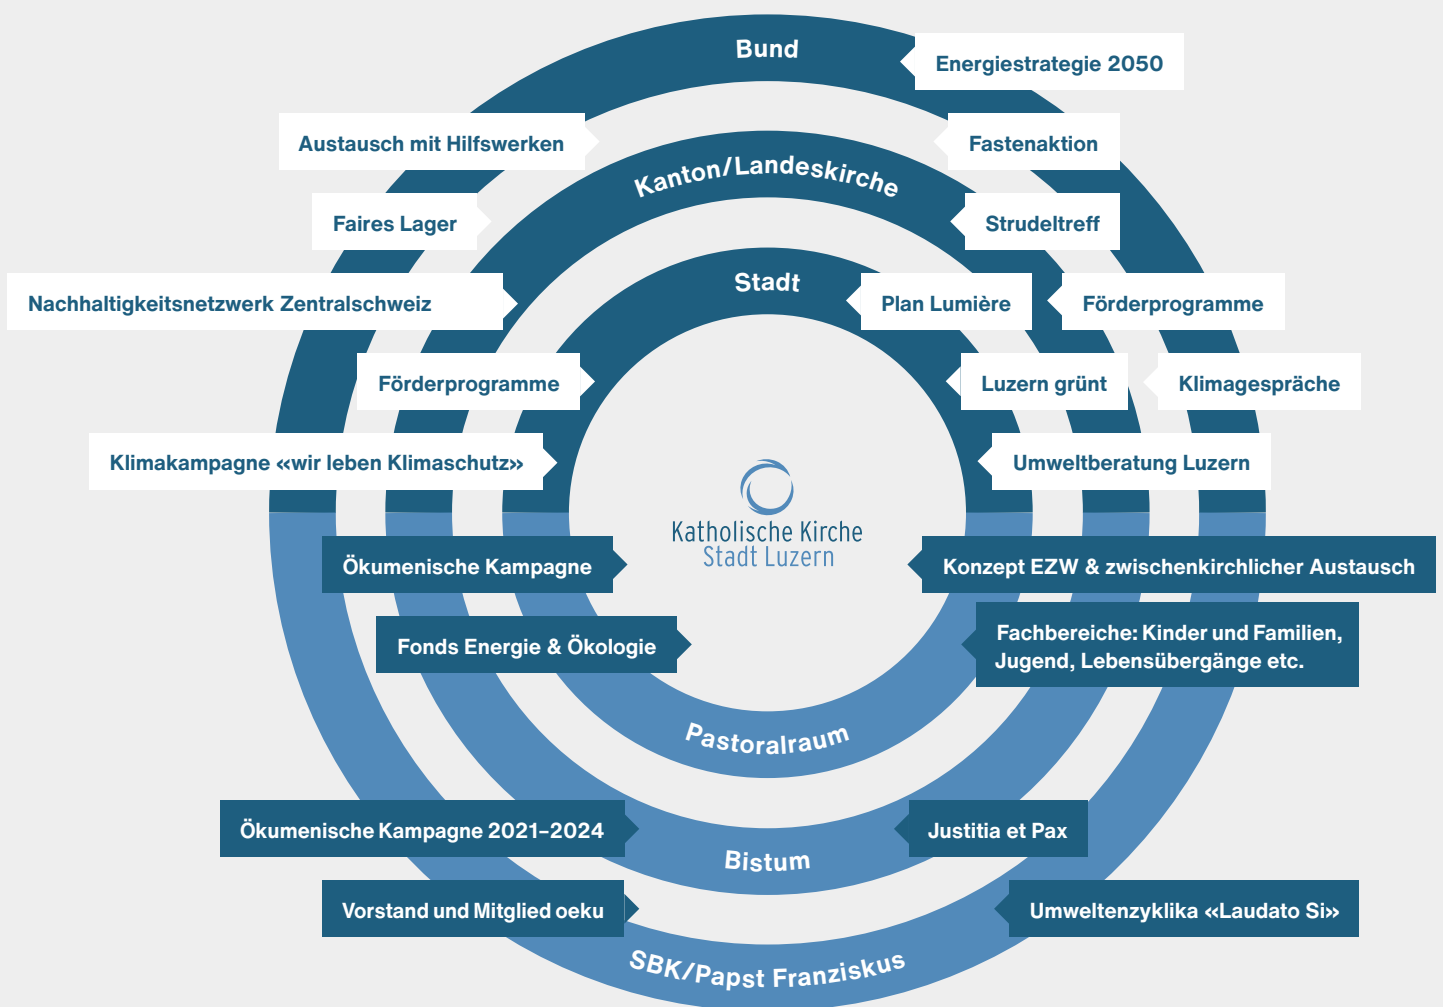 Bund
Energiestrategie 2050
Austausch mit Hilfswerken
Fastenaktion
Kanton/Landeskirche
Faires Lager
Strudeltreff
Stadt
Nachhaltigkeitsnetzwerk Zentralschweiz
Plan Lumière
Förderprogramme
Förderprogramme
Luzern grünt
Klimagespräche
Klimakampagne «wir leben Klimaschutz»
Umweltberatung Luzern
Katholische Kirche
Stadt Luzern
Ökumenische Kampagne
Konzept EZW & zwischenkirchlicher Austausch
Fonds Energie & Ökologie
Fachbereiche: Kinder und Familien,
Jugend, Lebensübergänge etc.
Pastoralraum
Ökumenische Kampagne 2021–2024
Justitia et Pax
Bistum
Vorstand und Mitglied oeku
Umweltenzyklika «Laudato Si»
SBK/Papst Franziskus